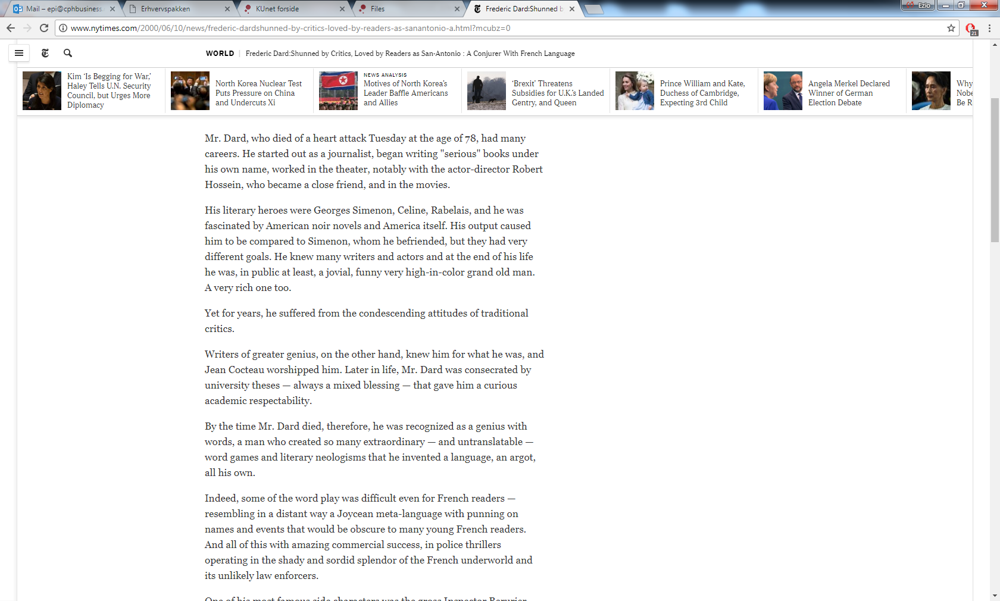 Mail – epi@cphbusiness.
Erhvervspakken
KUnet forside
Files
Frederic Dard:Shunned b
Ezio
www.nytimes.com/2000/06/10/news/frederic-dardshunned-by-critics-loved-by-readers-as-sanantonio-a.html?mcubz=0
21
WORLD | Frederic Dard:Shunned by Critics, Loved by Readers as San-Antonio : A Conjurer With French Language
Kim ‘Is Begging for War,’
Haley Tells U.N. Security
Council, but Urges More
Diplomacy
North Korea Nuclear Test
Puts Pressure on China
and Undercuts Xi
NEWS ANALYSIS
Motives of North Korea’s
Leader Baffle Americans
and Allies
‘Brexit’ Threatens
Subsidies for U.K.’s Landed
Gentry, and Queen
Prince William and Kate,
Duchess of Cambridge,
Expecting 3rd Child
Angela Merkel Declared
Winner of German
Election Debate
Why
Nobe
Be R
Mr. Dard, who died of a heart attack Tuesday at the age of 78, had many
careers. He started out as a journalist, began writing "serious" books under
his own name, worked in the theater, notably with the actor-director Robert
Hossein, who became a close friend, and in the movies.
His literary heroes were Georges Simenon, Celine, Rabelais, and he was
fascinated by American noir novels and America itself. His output caused
him to be compared to Simenon, whom he befriended, but they had very
different goals. He knew many writers and actors and at the end of his life
he was, in public at least, a jovial, funny very high-in-color grand old man.
A very rich one too.
Yet for years, he suffered from the condescending attitudes of traditional
critics.
Writers of greater genius, on the other hand, knew him for what he was, and
Jean Cocteau worshipped him. Later in life, Mr. Dard was consecrated by
university theses — always a mixed blessing — that gave him a curious
academic respectability.
By the time Mr. Dard died, therefore, he was recognized as a genius with
words, a man who created so many extraordinary — and untranslatable —
word games and literary neologisms that he invented a language, an argot,
all his own.
Indeed, some of the word play was difficult even for French readers —
resembling in a distant way a Joycean meta-language with punning on
names and events that would be obscure to many young French readers.
And all of this with amazing commercial success, in police thrillers
operating in the shady and sordid splendor of the French underworld and
its unlikely law enforcers.
One of his most famous side characters was the gross Inspector Berurier